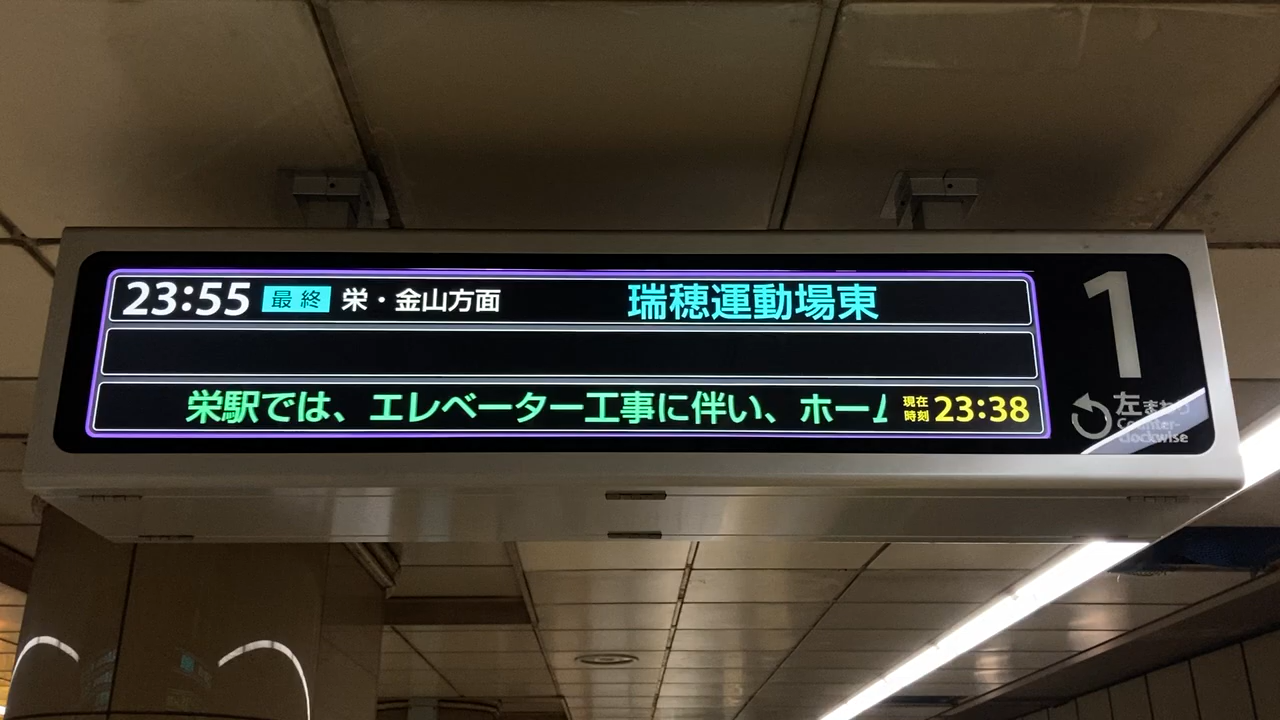 23:55 最終 栄・金山方面 瑞穂運動場東
栄駅では、エレベーター工事に伴い、ホー
現在時刻 23:38
1
左まわり
Counter-
clockwise